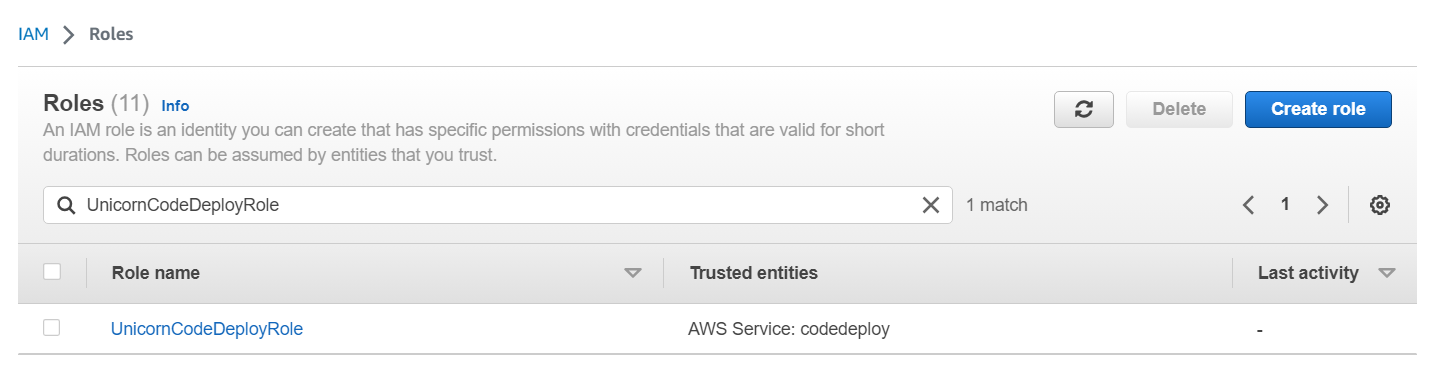 IAM > Roles
Roles (11) Info
Delete
Create role
An IAM role is an identity you can create that has specific permissions with credentials that are valid for short
durations. Roles can be assumed by entities that you trust.
UnicornCodeDeployRole
1 match
1
Role name
Trusted entities
Last activity
UnicornCodeDeployRole
AWS Service: codedeploy
-